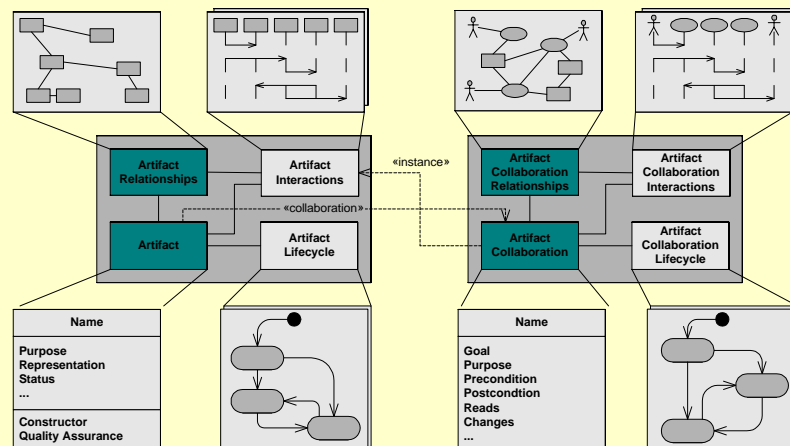 Artifact
Relationships
Artifact
Interactions
«instance»
Artifact
Collaboration
Relationships
Artifact
Collaboration
Interactions
«collaboration»
Artifact
Artifact
Lifecycle
Artifact
Collaboration
Artifact
Collaboration
Lifecycle
Name
Purpose
Representation
Status
...
Constructor
Quality Assurance
Name
Goal
Purpose
Precondition
Postcondtion
Reads
Changes
...